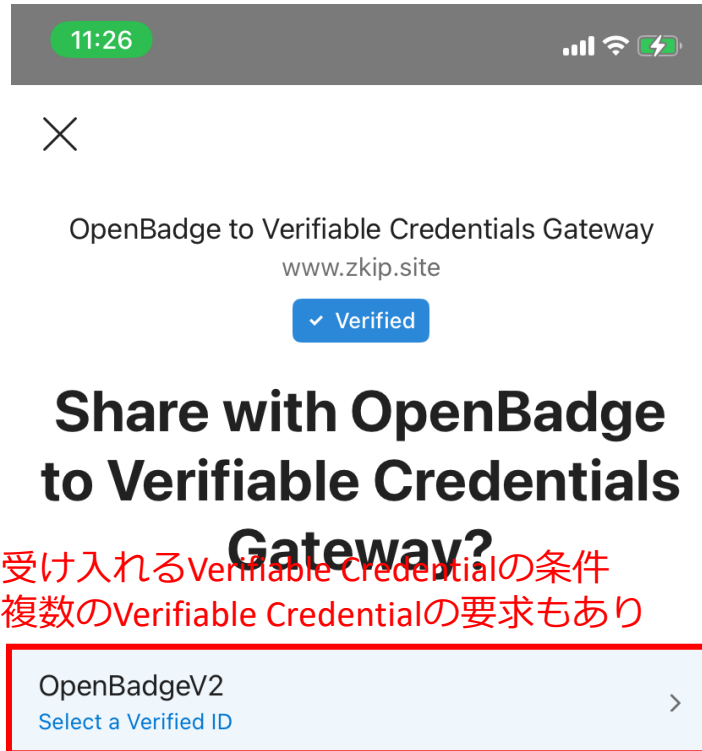 11:26
OpenBadge to Verifiable Credentials Gateway
www.zkip.site
Verified
Share with OpenBadge
to Verifiable Credentials
Gateway?
受け入れるVerifiable Credentialの条件
複数のVerifiable Credentialの要求もあり
OpenBadgeV2
Select a Verified ID